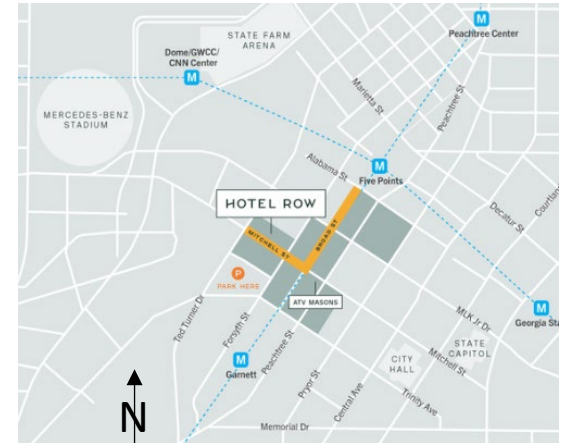 M
Peachtree Center
STATE FARM
ARENA
Dome/GWCC/
CNN Center
M
Marietta St
Peachtree St
MERCEDES-BENZ
STADIUM
Alabama St
M
Five Points
Decatur St
Courtlan
HOTEL ROW
MITCHELL ST
BROAD ST
P
PARK HERE
ATV MASONS
Ted Turner Dr
Forsyth St
MLK Jr Dr
M
Georgia Sta
M
Garnett
Peachtree St
Pryor St
Central Ave
CITY
HALL
STATE
CAPITOL
Mitchell St
Trinity Ave
N
Memorial Dr